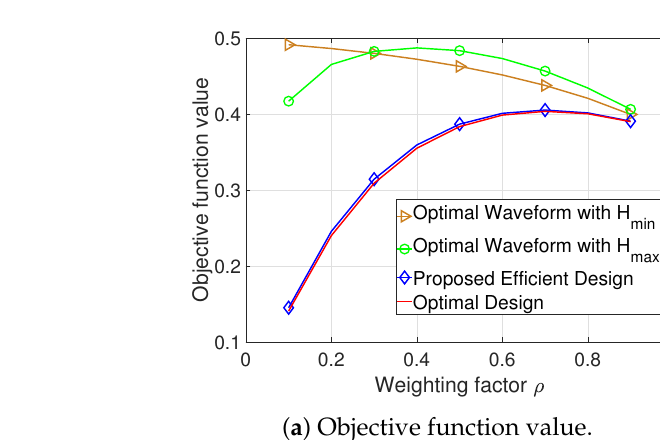 0.5
0.4
0.3
0.2
0.1
Objective function value
Optimal Waveform with H_min
Optimal Waveform with H_max
Proposed Efficient Design
Optimal Design
0 0.2 0.4 0.6 0.8
Weighting factor ρ
(a) Objective function value.